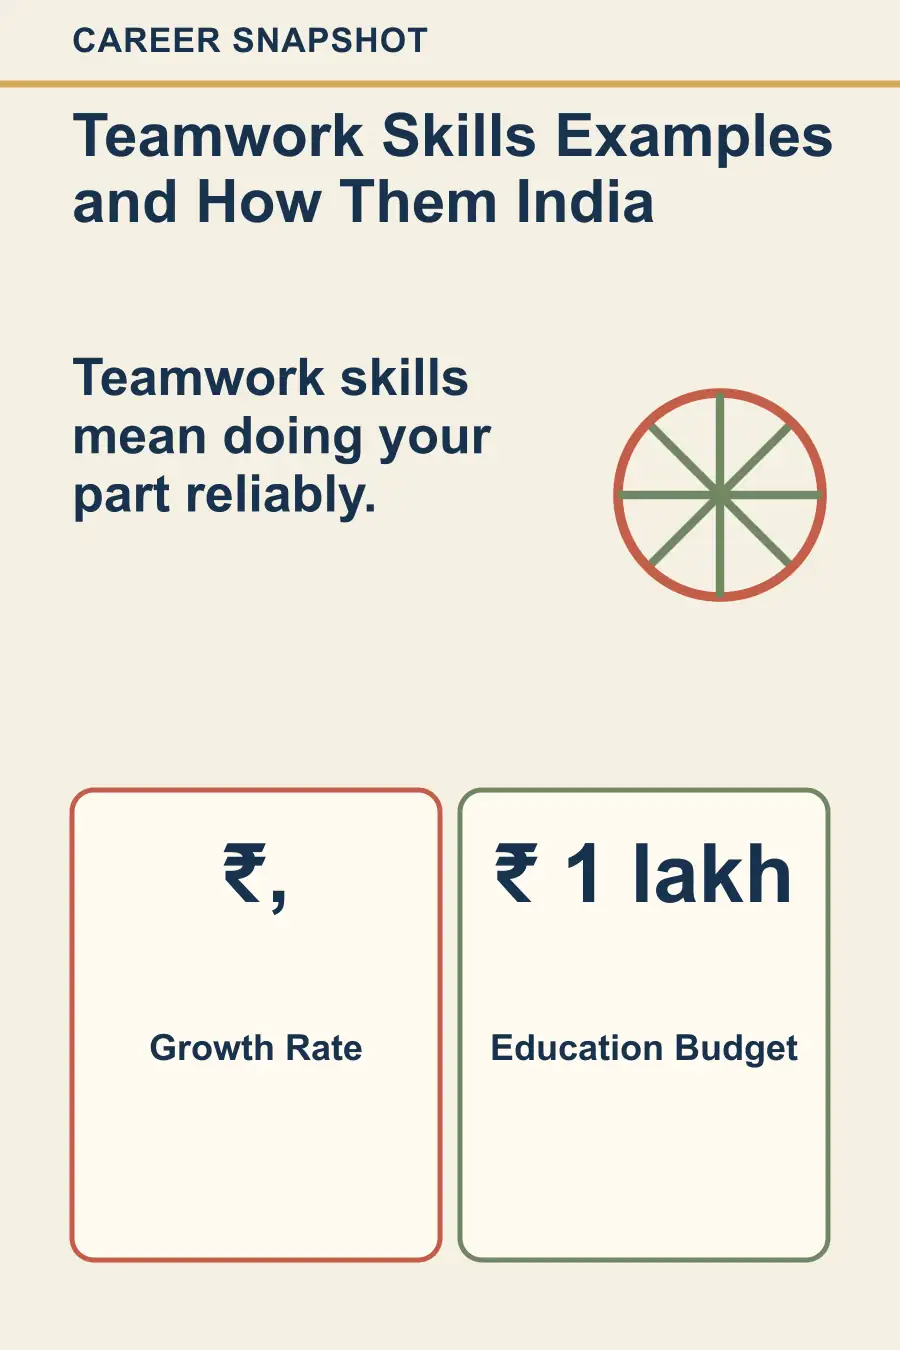 CAREER SNAPSHOT
Teamwork Skills Examples
and How Them India
Teamwork skills
mean doing your
part reliably.
₹,
Growth Rate
₹ 1 lakh
Education Budget